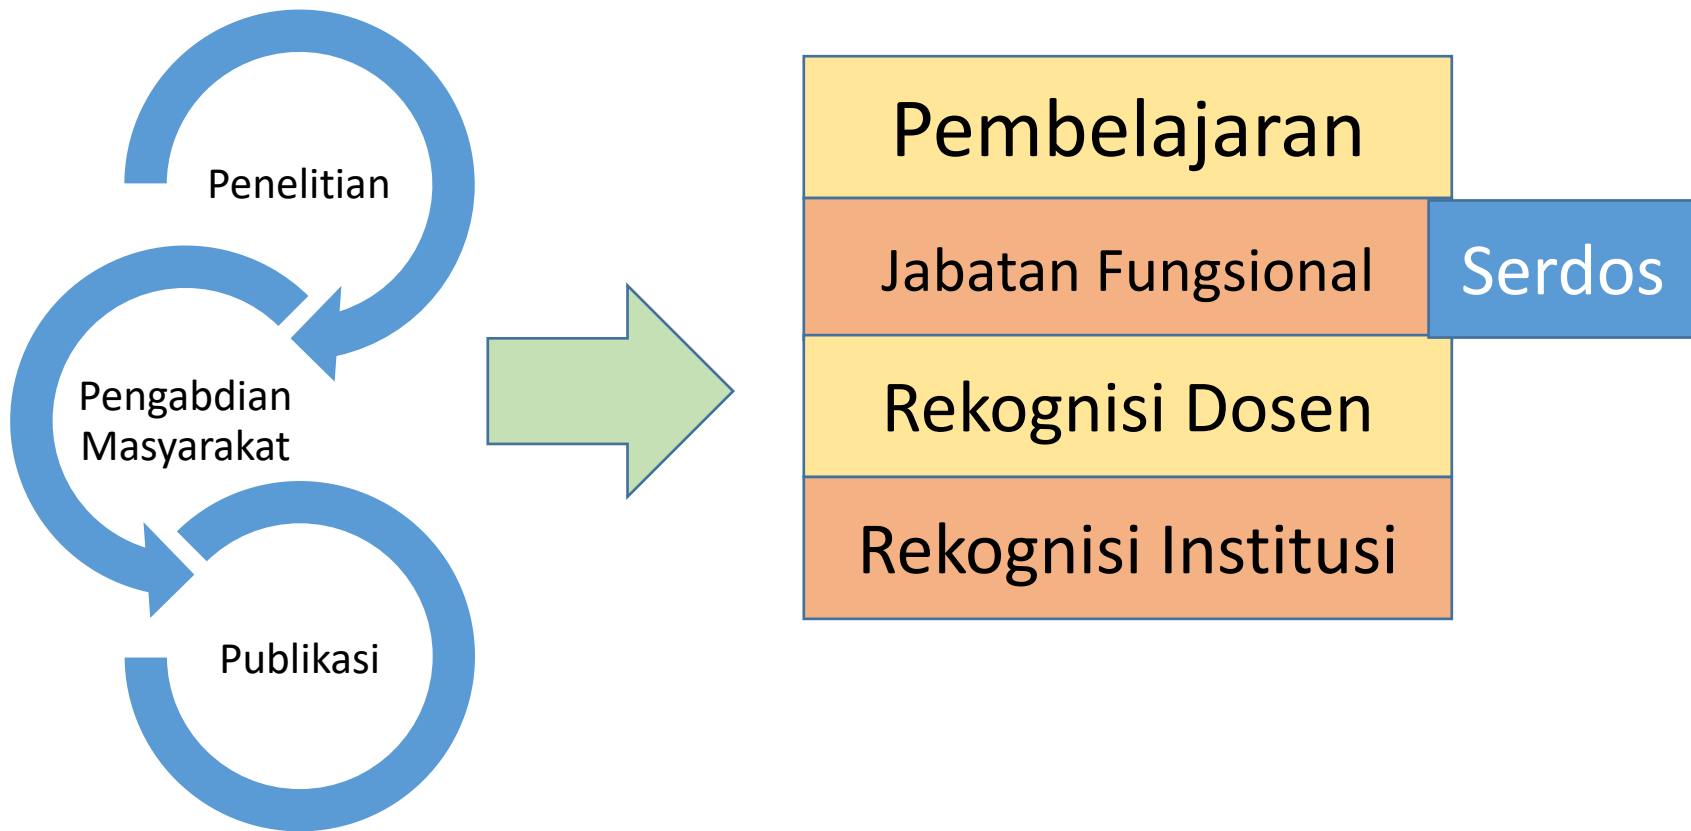 Penelitian
Pengabdian
Masyarakat
Publikasi
Pembelajaran
Jabatan Fungsional
Serdos
Rekognisi Dosen
Rekognisi Institusi